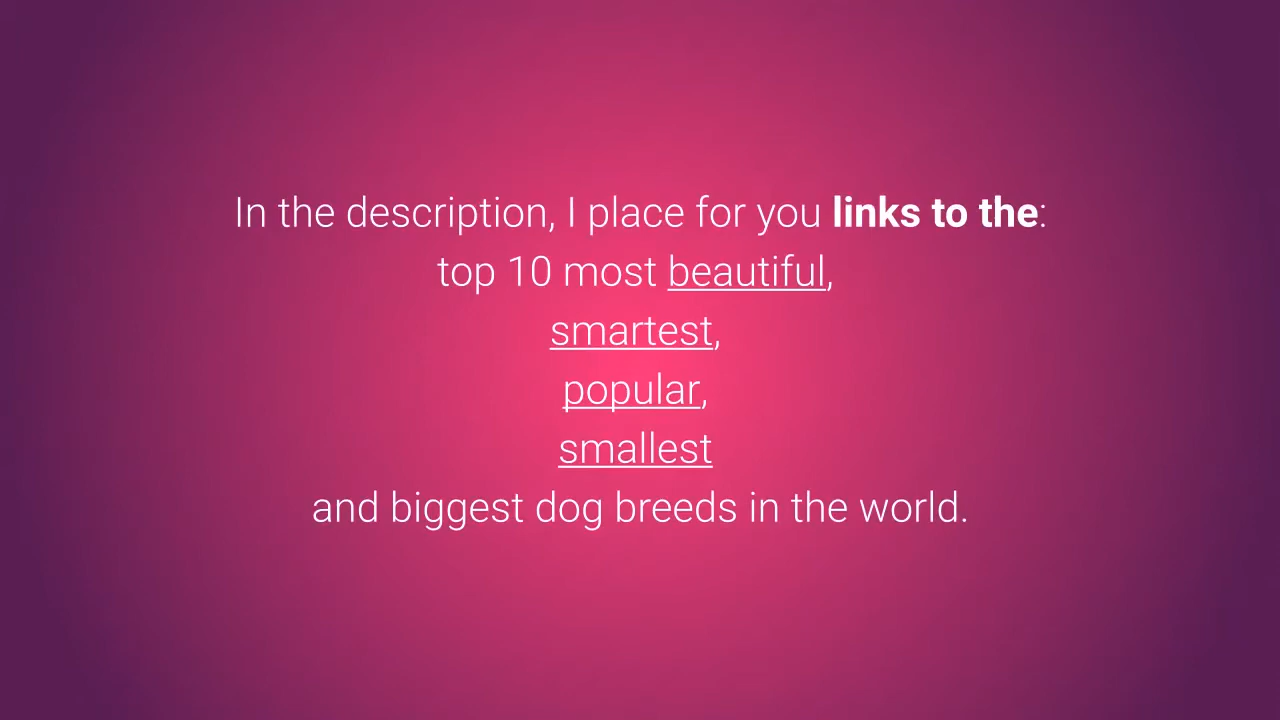 In the description, I place for you links to the:
top 10 most beautiful,
smartest,
popular,
smallest
and biggest dog breeds in the world.